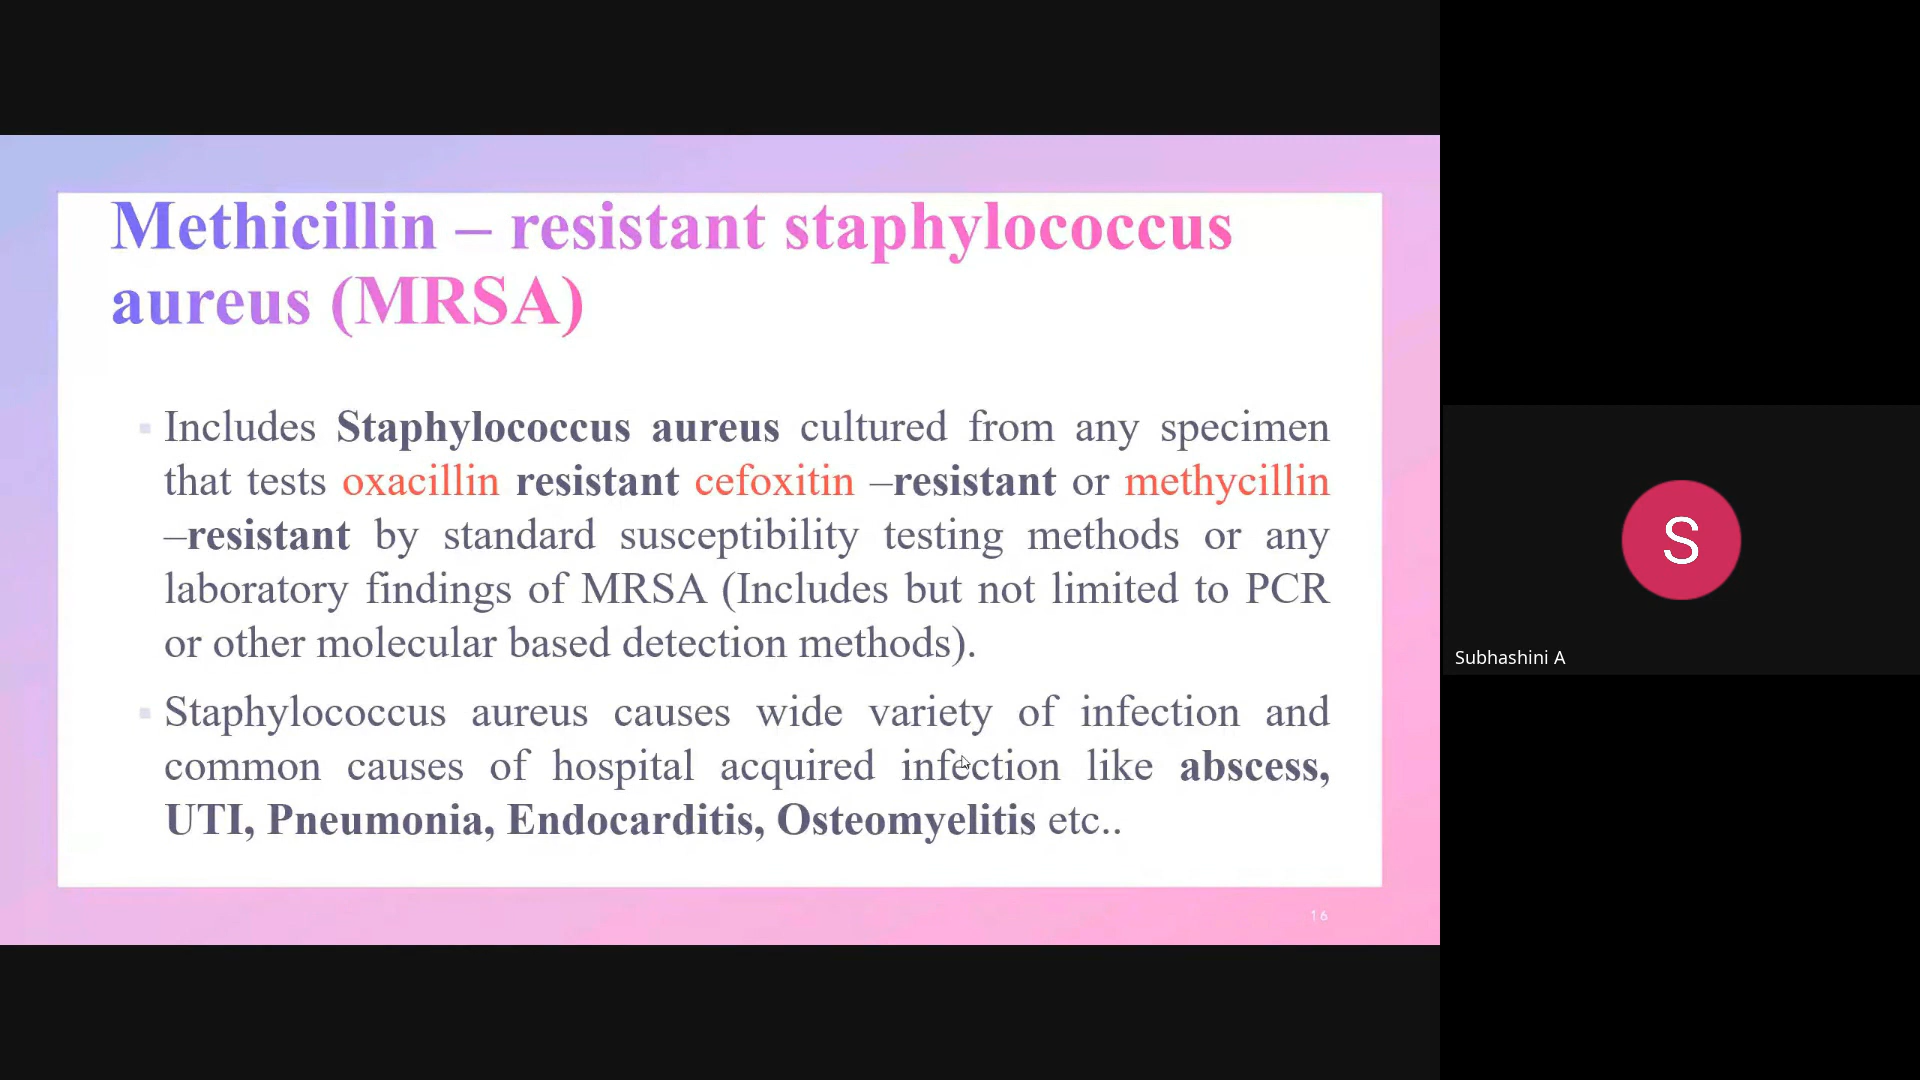 Methicillin – resistant staphylococcus
aureus (MRSA)
Includes Staphylococcus aureus cultured from any specimen
that tests oxacillin resistant cefoxitin –resistant or methycillin
–resistant by standard susceptibility testing methods or any
laboratory findings of MRSA (Includes but not limited to PCR
or other molecular based detection methods).
Staphylococcus aureus causes wide variety of infection and
common causes of hospital acquired infection like abscess,
UTI, Pneumonia, Endocarditis, Osteomyelitis etc..
16
S
Subhashini A